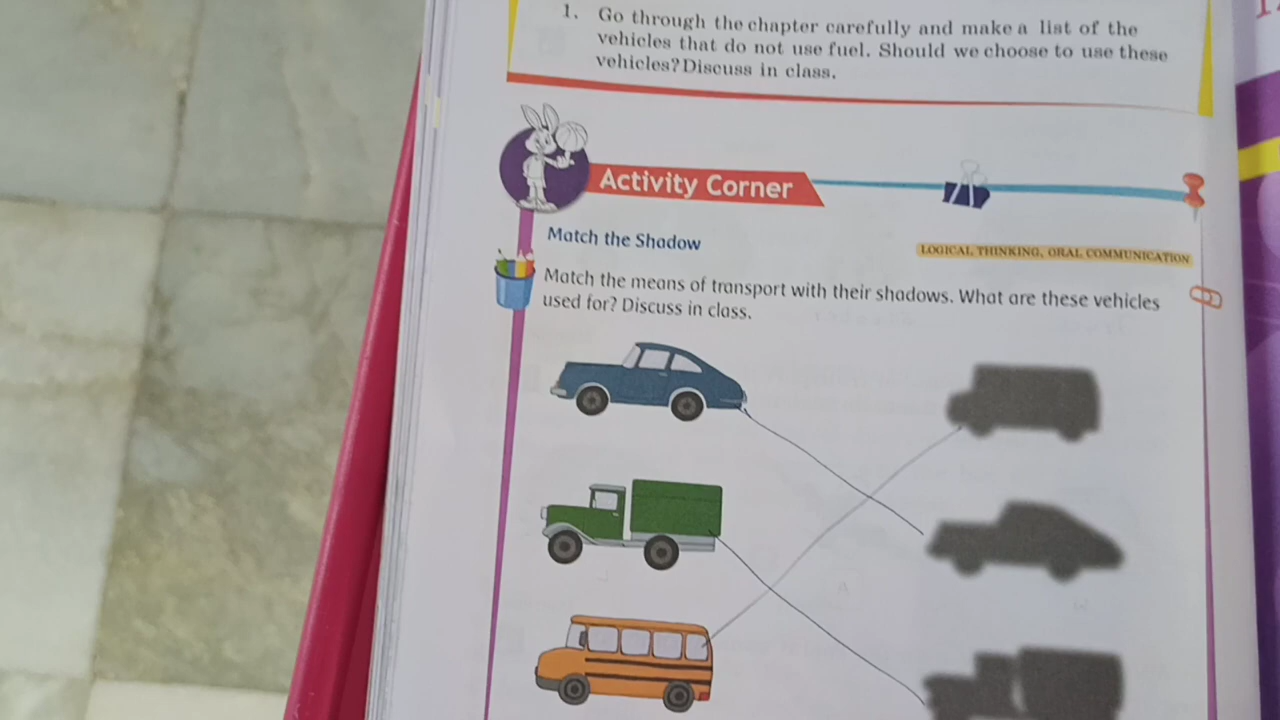 1. Go through the chapter carefully and make a list of the
vehicles that do not use fuel. Should we choose to use these
vehicles? Discuss in class.
Activity Corner
Match the Shadow
LOGICAL THINKING, ORAL COMMUNICATION
Match the means of transport with their shadows. What are these vehicles
used for? Discuss in class.